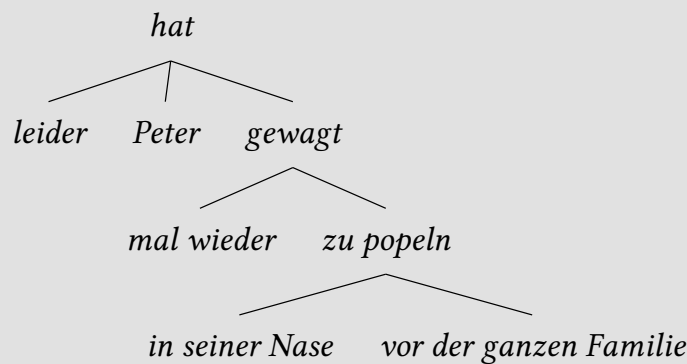 hat
leider Peter gewagt
mal wieder zu popeln
in seiner Nase vor der ganzen Familie